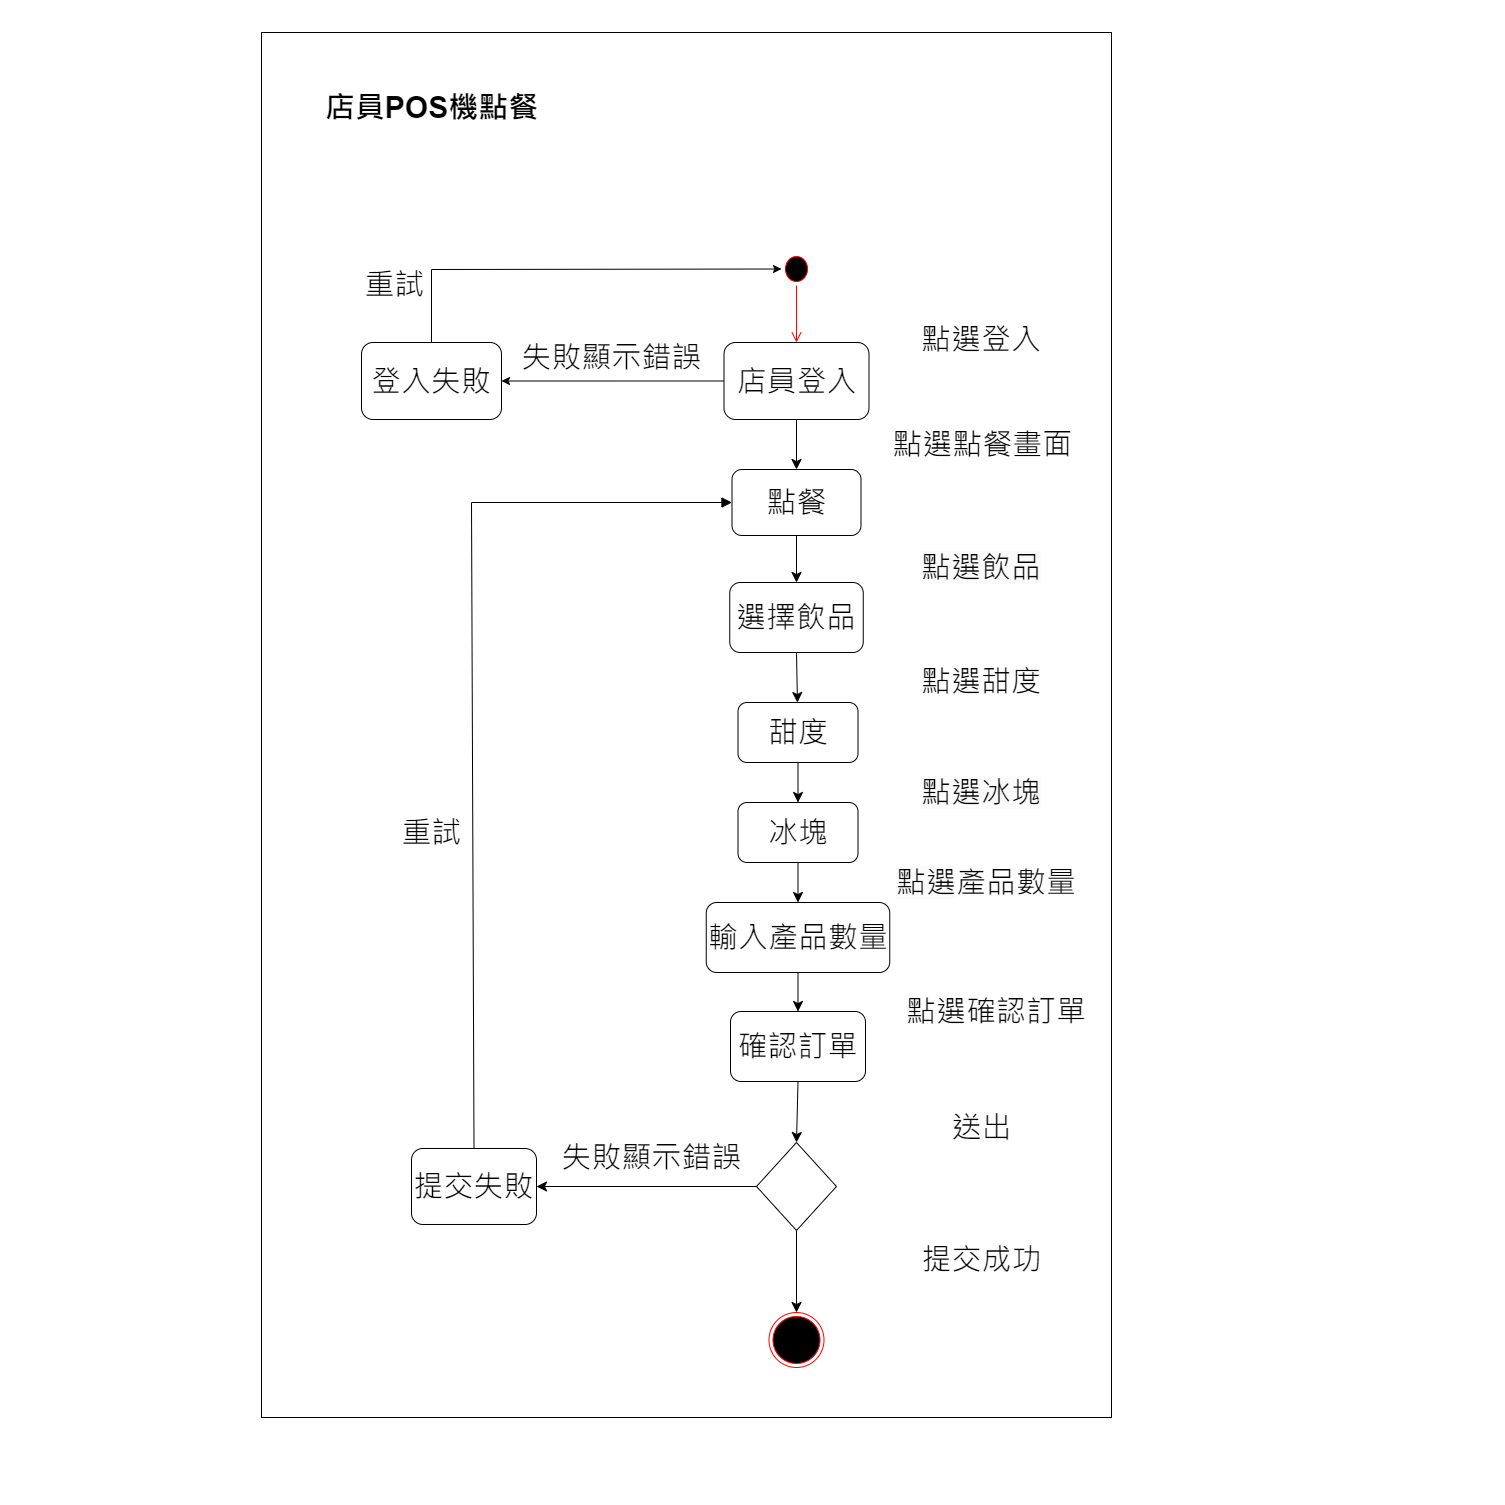 店員POS機點餐
重試
點選登入
失敗顯示錯誤
登入失敗
店員登入
點選點餐畫面
點餐
點選飲品
選擇飲品
點選甜度
甜度
點選冰塊
重試
冰塊
點選產品數量
輸入產品數量
點選確認訂單
確認訂單
送出
失敗顯示錯誤
提交失敗
提交成功